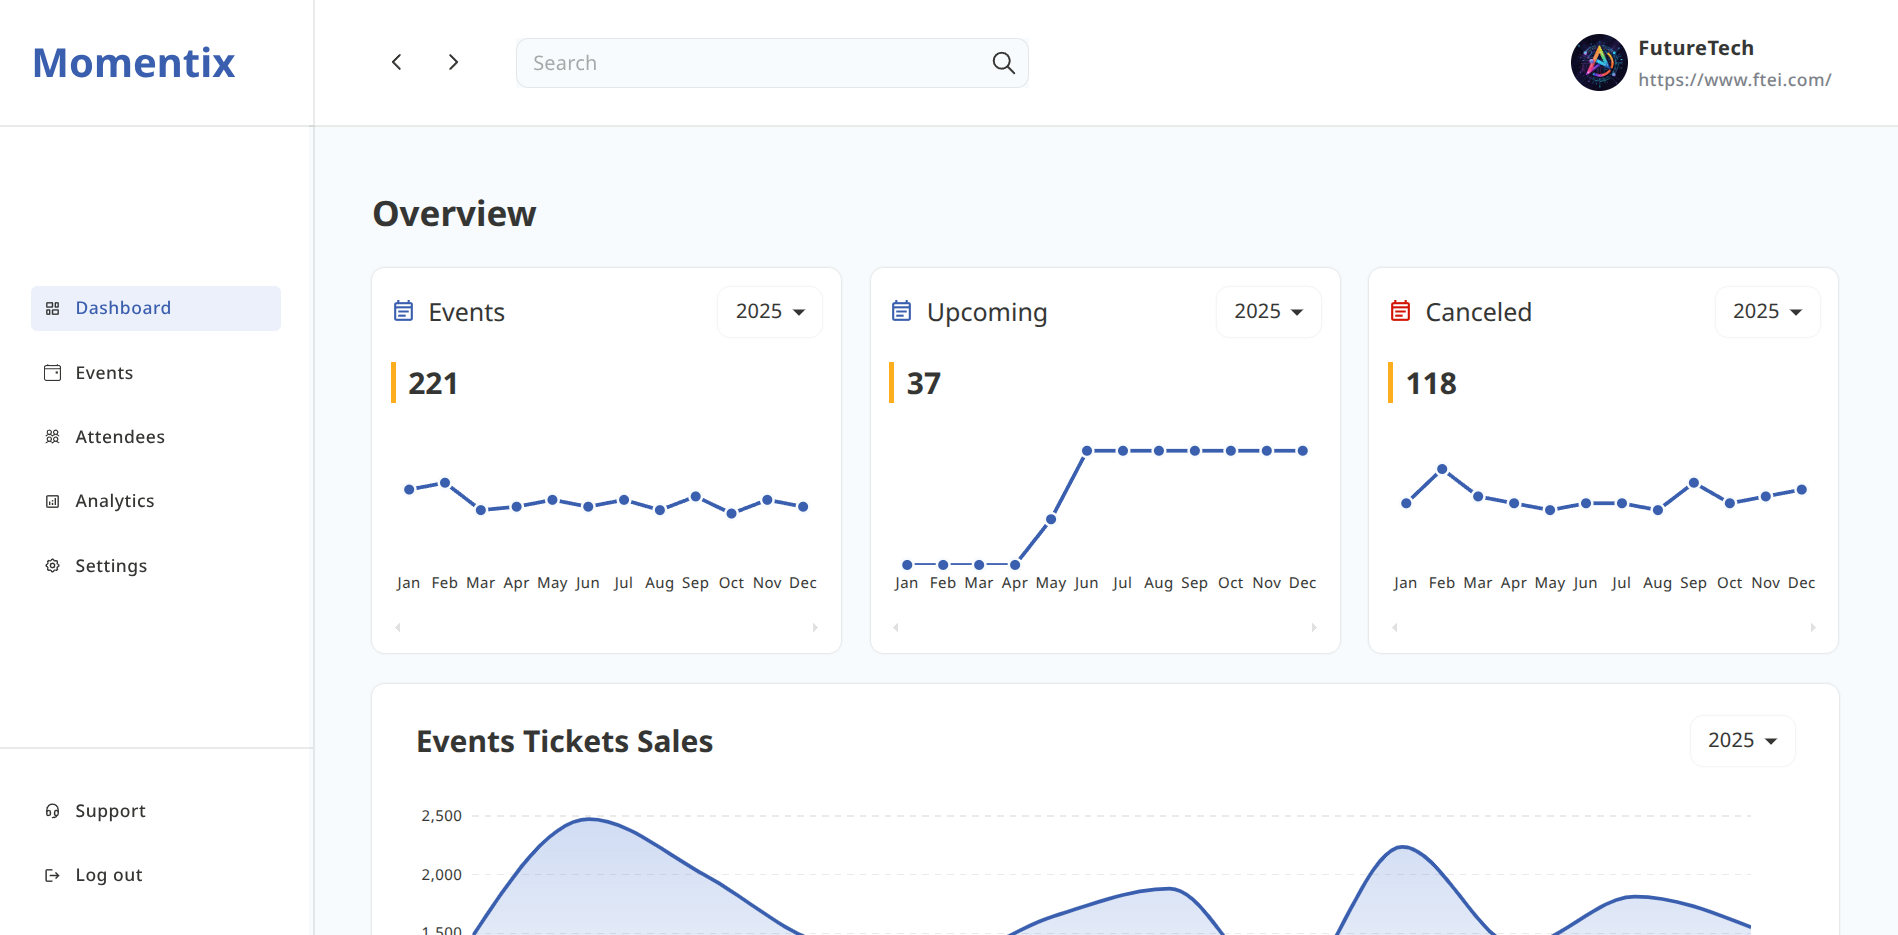 Momentix
Search
FutureTech
https://www.ftei.com/
Dashboard
Events
Attendees
Analytics
Settings
Support
Log out
Overview
Events
2025
221
Jan Feb Mar Apr May Jun Jul Aug Sep Oct Nov Dec
Upcoming
2025
37
Jan Feb Mar Apr May Jun Jul Aug Sep Oct Nov Dec
Canceled
2025
118
Jan Feb Mar Apr May Jun Jul Aug Sep Oct Nov Dec
Events Tickets Sales
2025
2,500
2,000
1,500